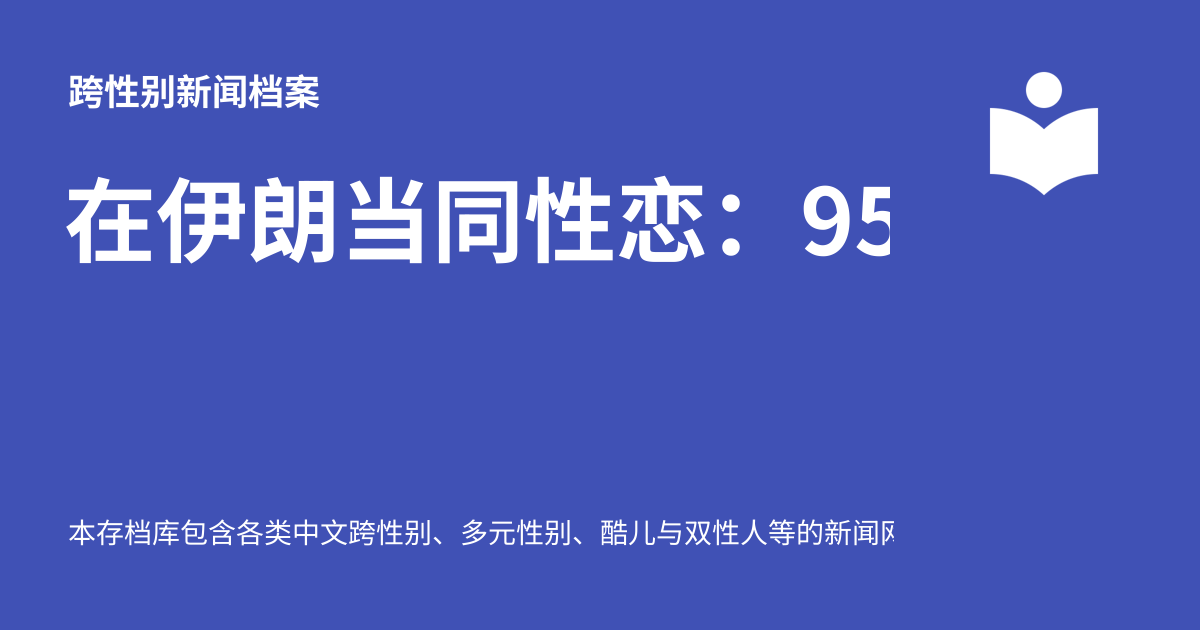 跨性别新闻档案
在伊朗当同性恋：95
本存档库包含各类中文跨性别、多元性别、酷儿与双性人等的新闻网